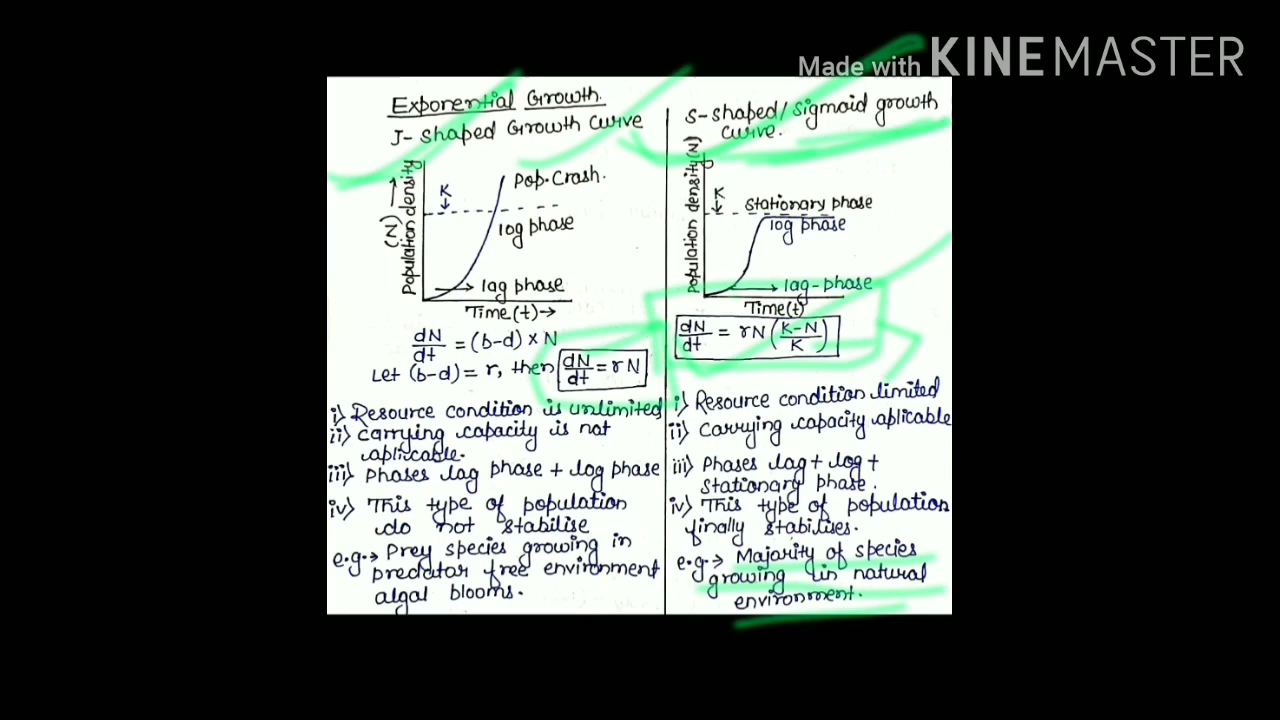 Made with KINEMASTER
Exponential Growth.
J- Shaped Growth Curve
Population density
(N) →
K
↓
Pop. Crash.
log phase
→ lag phase
Time(t) →
dN/dt = (b-d) × N
Let (b-d) = r, then dN/dt = rN
i) Resource condition is unlimited
ii) Carrying capacity is not
aplicable.
iii) Phases lag phase + log phase
iv) This type of population
do not stabilise
e.g.→ Prey species growing in
predator free environment
algal blooms.
S-shaped/sigmoid growth
curve.
Population density(N)
K
↓
Stationary phase
log phase
→ lag-phase
Time(t)
dN/dt = rN (K-N/K)
i) Resource condition limited
ii) Carrying capacity aplicable
iii) Phases lag + log +
Stationary phase.
iv) This type of population
finally stabilises.
e.g.→ Majority of species
growing in natural
environment.